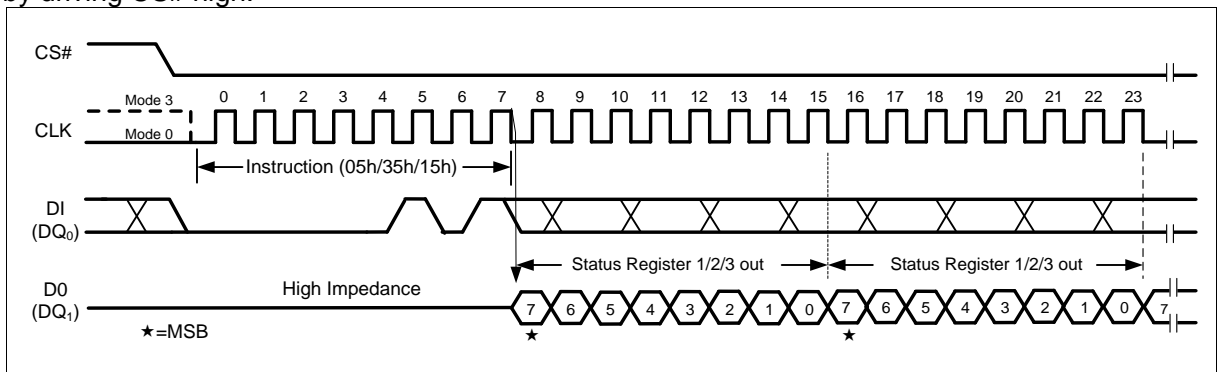 by driving CS# high.
CS#
Mode 3
0 1 2 3 4 5 6 7 8 9 10 11 12 13 14 15 16 17 18 19 20 21 22 23
CLK
Mode 0
Instruction (05h/35h/15h)
DI
(DQ0)
Status Register 1/2/3 out Status Register 1/2/3 out
D0
(DQ1)
High Impedance
7 6 5 4 3 2 1 0 7 6 5 4 3 2 1 0 7
★=MSB
★ ★